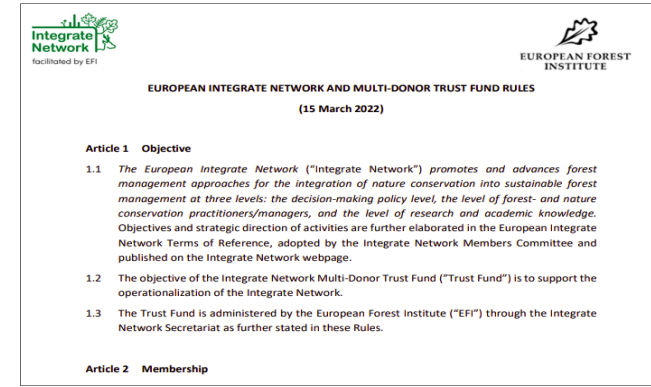 Integrate
Network
facilitated by EFI
EUROPEAN FOREST
INSTITUTE
EUROPEAN INTEGRATE NETWORK AND MULTI-DONOR TRUST FUND RULES
(15 March 2022)
Article 1 Objective
1.1 The European Integrate Network (“Integrate Network”) promotes and advances forest
management approaches for the integration of nature conservation into sustainable forest
management at three levels: the decision-making policy level, the level of forest- and nature
conservation practitioners/managers, and the level of research and academic knowledge.
Objectives and strategic direction of activities are further elaborated in the European Integrate
Network Terms of Reference, adopted by the Integrate Network Members Committee and
published on the Integrate Network webpage.
1.2 The objective of the Integrate Network Multi-Donor Trust Fund (“Trust Fund”) is to support the
operationalization of the Integrate Network.
1.3 The Trust Fund is administered by the European Forest Institute (“EFI”) through the Integrate
Network Secretariat as further stated in these Rules.
Article 2 Membership